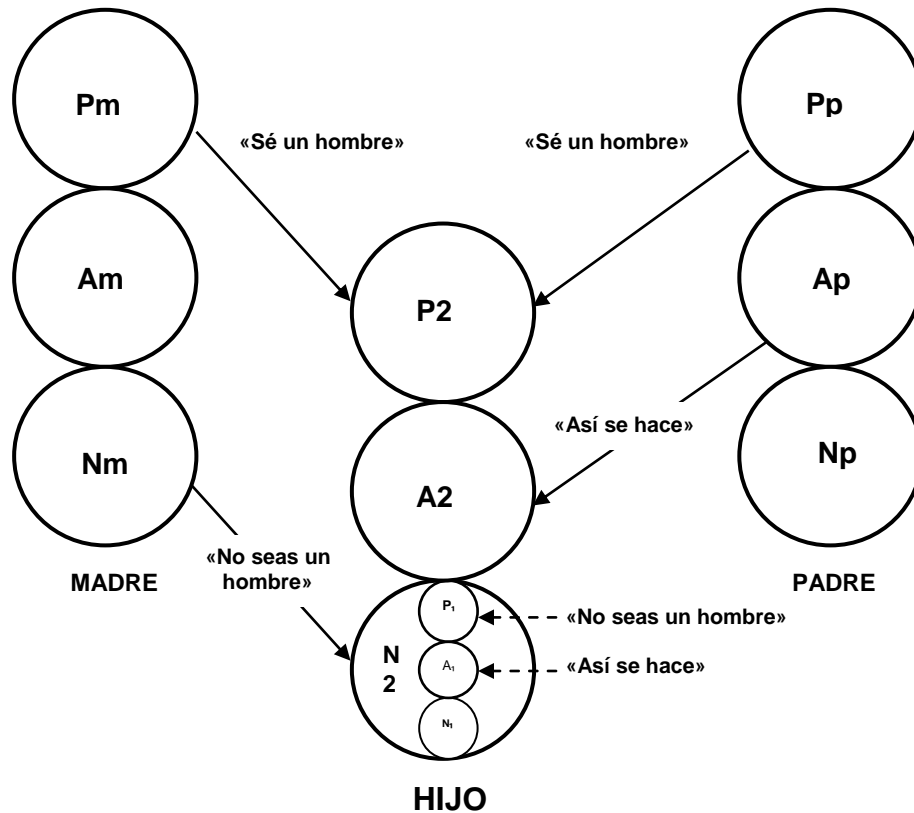 Pm
Pp
«Sé un hombre»
«Sé un hombre»
Am
Ap
P2
«Así se hace»
Nm
Np
A2
«No seas un
hombre»
MADRE
PADRE
P₁
«No seas un hombre»
N
2
A₁
«Así se hace»
N₁
HIJO